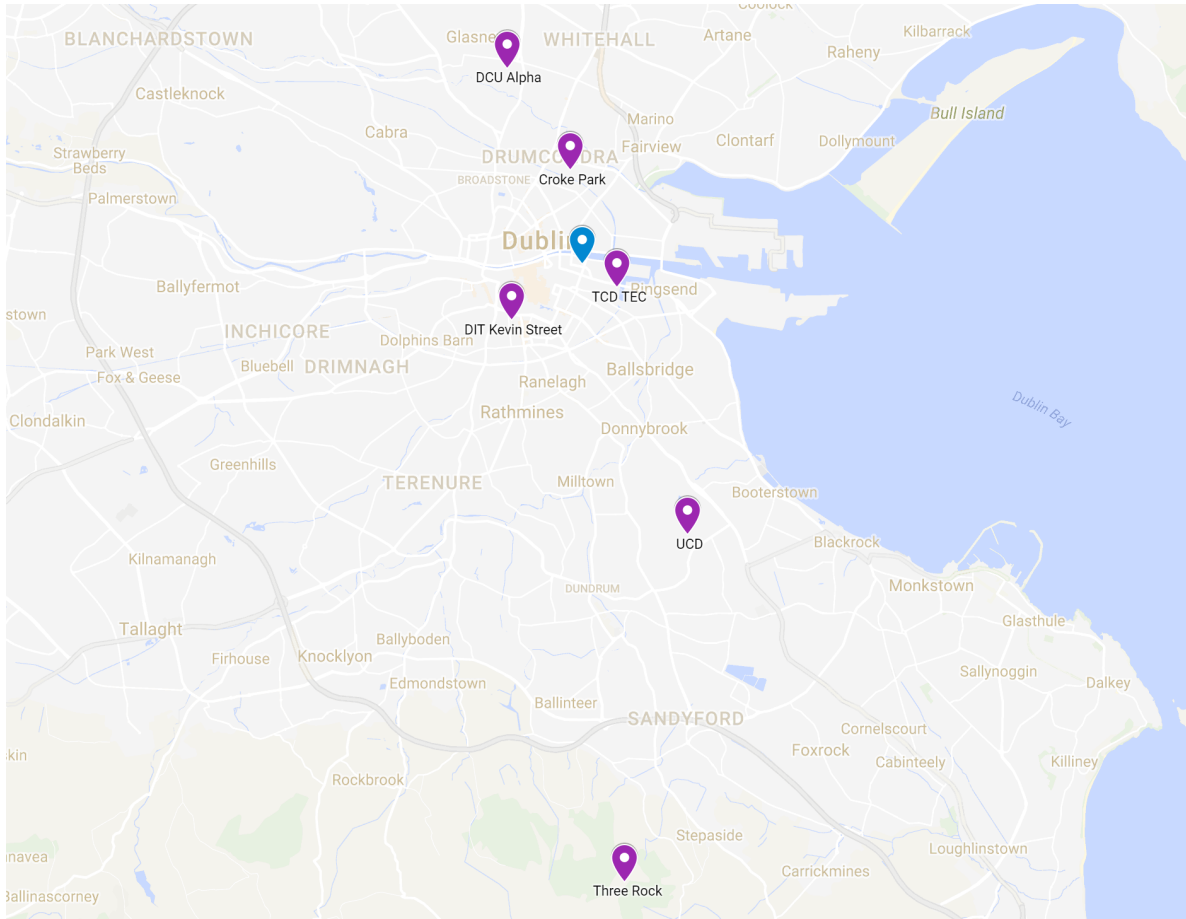 Coolock
Kilbarrack
BLANCHARDSTOWN
Glasne
WHITEHALL
Artane
Raheny
DCU Alpha
Castleknock
Bull Island
Marino
Cabra
Clontarf
Dollymount
Fairview
Strawberry
Beds
DRUMCONDRA
BROADSTONE
Croke Park
Palmerstown
Dublin
Ballyfermot
Ringsend
TCD TEC
stown
INCHICORE
DIT Kevin Street
Dolphins Barn
Park West
Bluebell
DRIMNAGH
Ballsbridge
Fox & Geese
Ranelagh
Rathmines
Dublin Bay
Clondalkin
Donnybrook
Greenhills
TERENURE
Milltown
Booterstown
UCD
Blackrock
Kilnamanagh
DUNDRUM
Monkstown
Glasthule
Tallaght
Ballyboden
Firhouse
Knocklyon
Sallynoggin
Edmondstown
Dalkey
Ballinteer
SANDYFORD
Cornelscourt
Foxrock
kin
Cabinteely
Killiney
Rockbrook
Stepaside
Loughlinstown
navea
Carrickmines
Three Rock
Ballinascorney